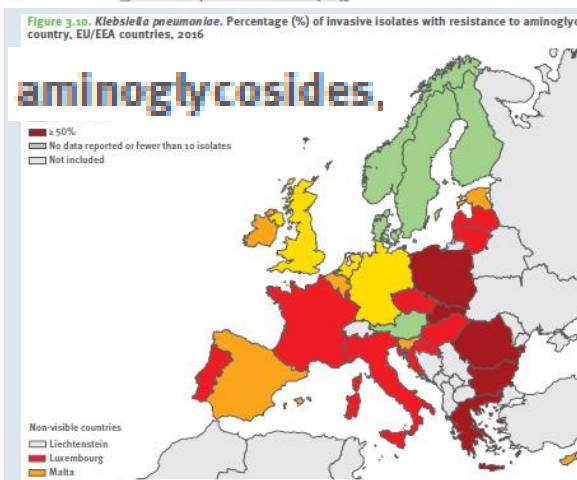 Figure 3.10. Klebsiella pneumoniae. Percentage (%) of invasive isolates with resistance to aminoglyc
country, EU/EEA countries, 2016
aminoglycosides,
≥ 50%
No data reported or fewer than 10 isolates
Not included
Non-visible countries
Liechtenstein
Luxembourg
Malta